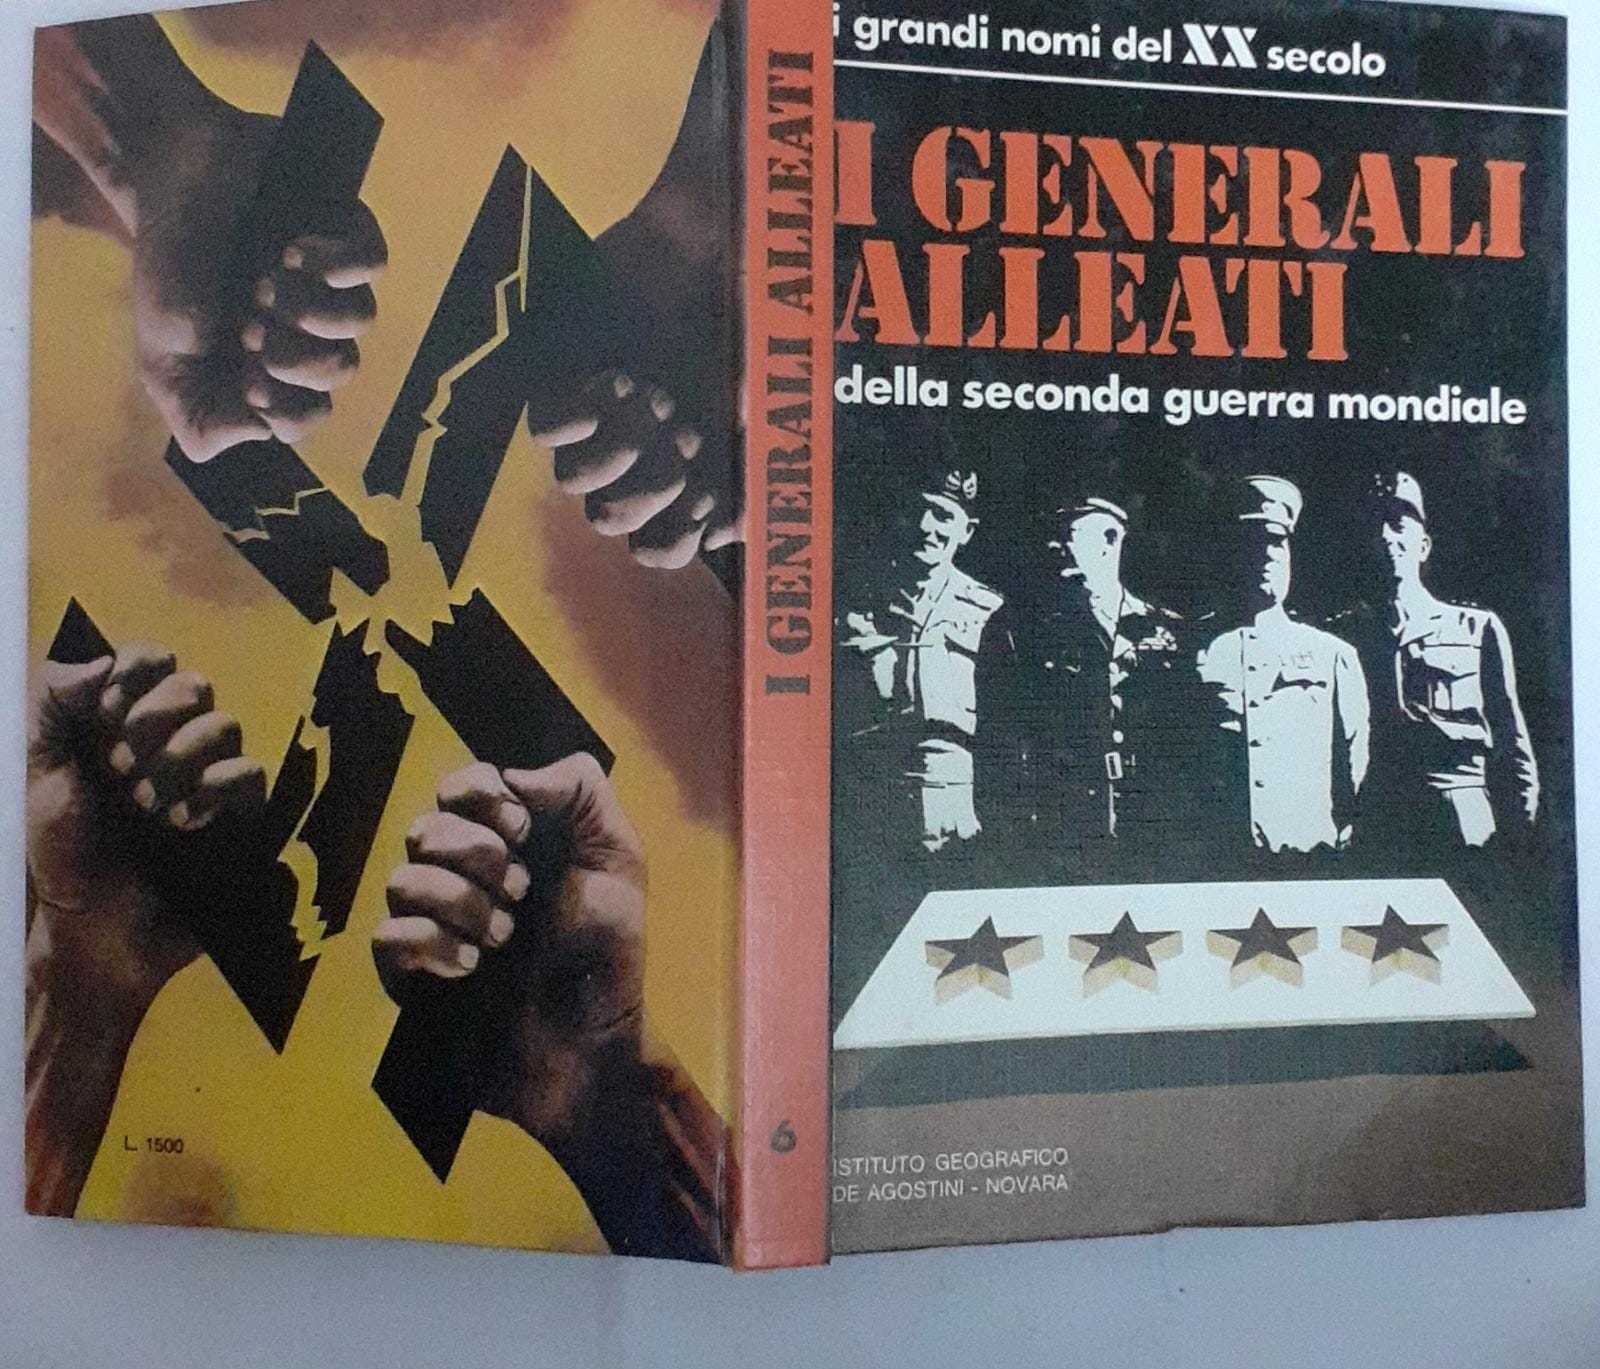 i grandi nomi del XX secolo
I GENERALI
ALLEATI
della seconda guerra mondiale
ISTITUTO GEOGRAFICO
DE AGOSTINI - NOVARA
I GENERALI ALLEATI
6
L. 1500